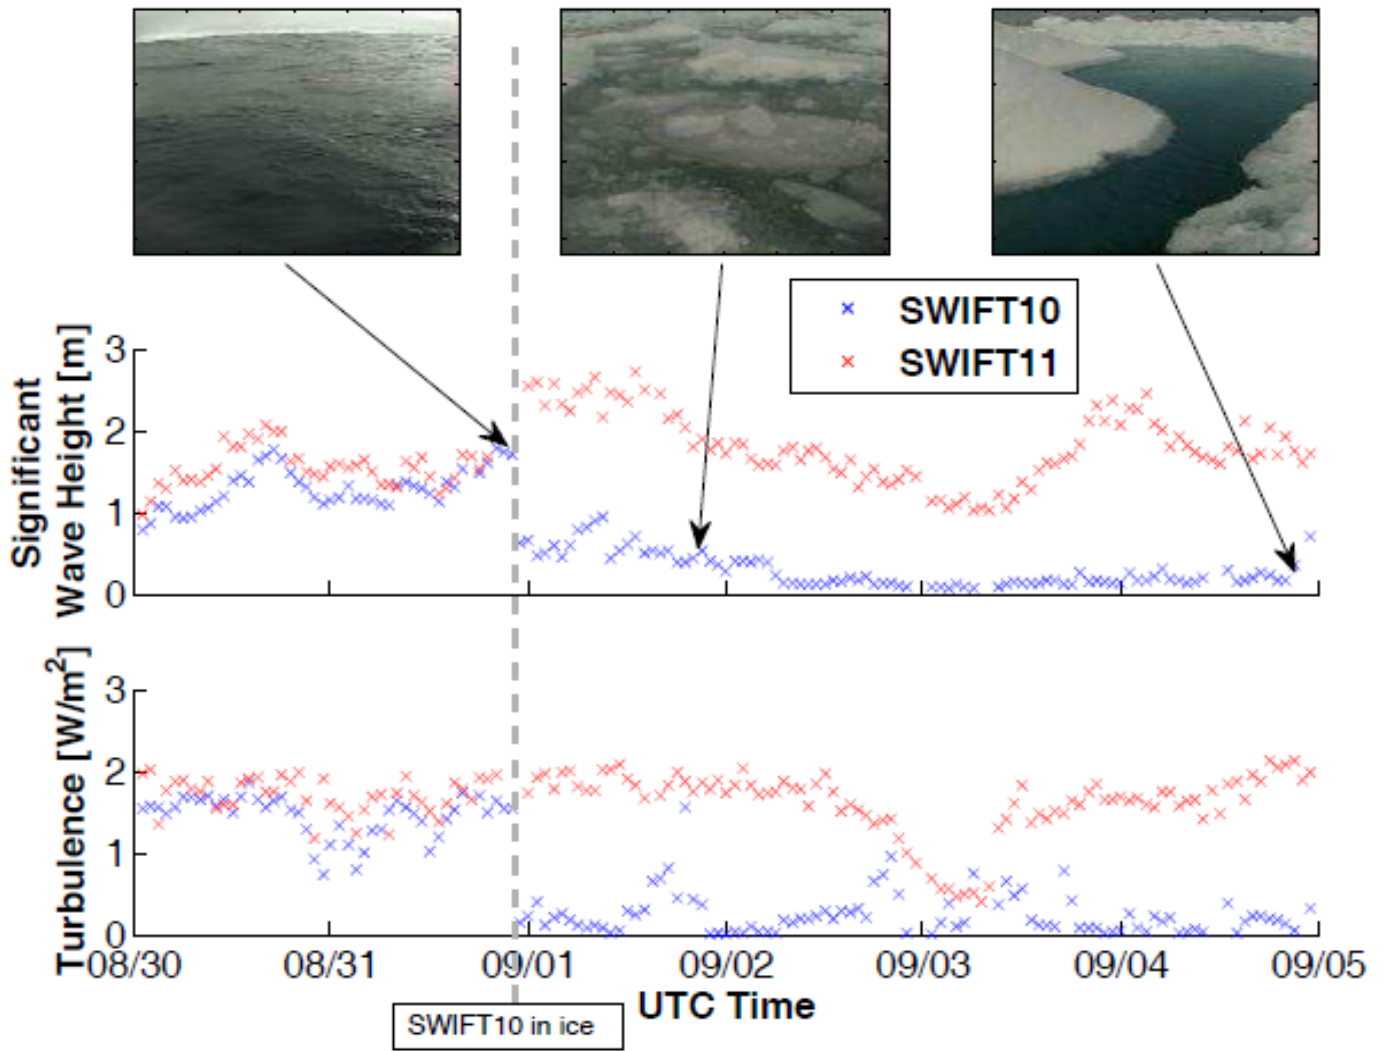 SWIFT10
SWIFT11
Significant
Wave Height [m]
3
2
1
0
Turbulence [W/m²]
3
2
1
0
08/30 08/31 09/01 09/02 09/03 09/04 09/05
UTC Time
SWIFT10 in ice